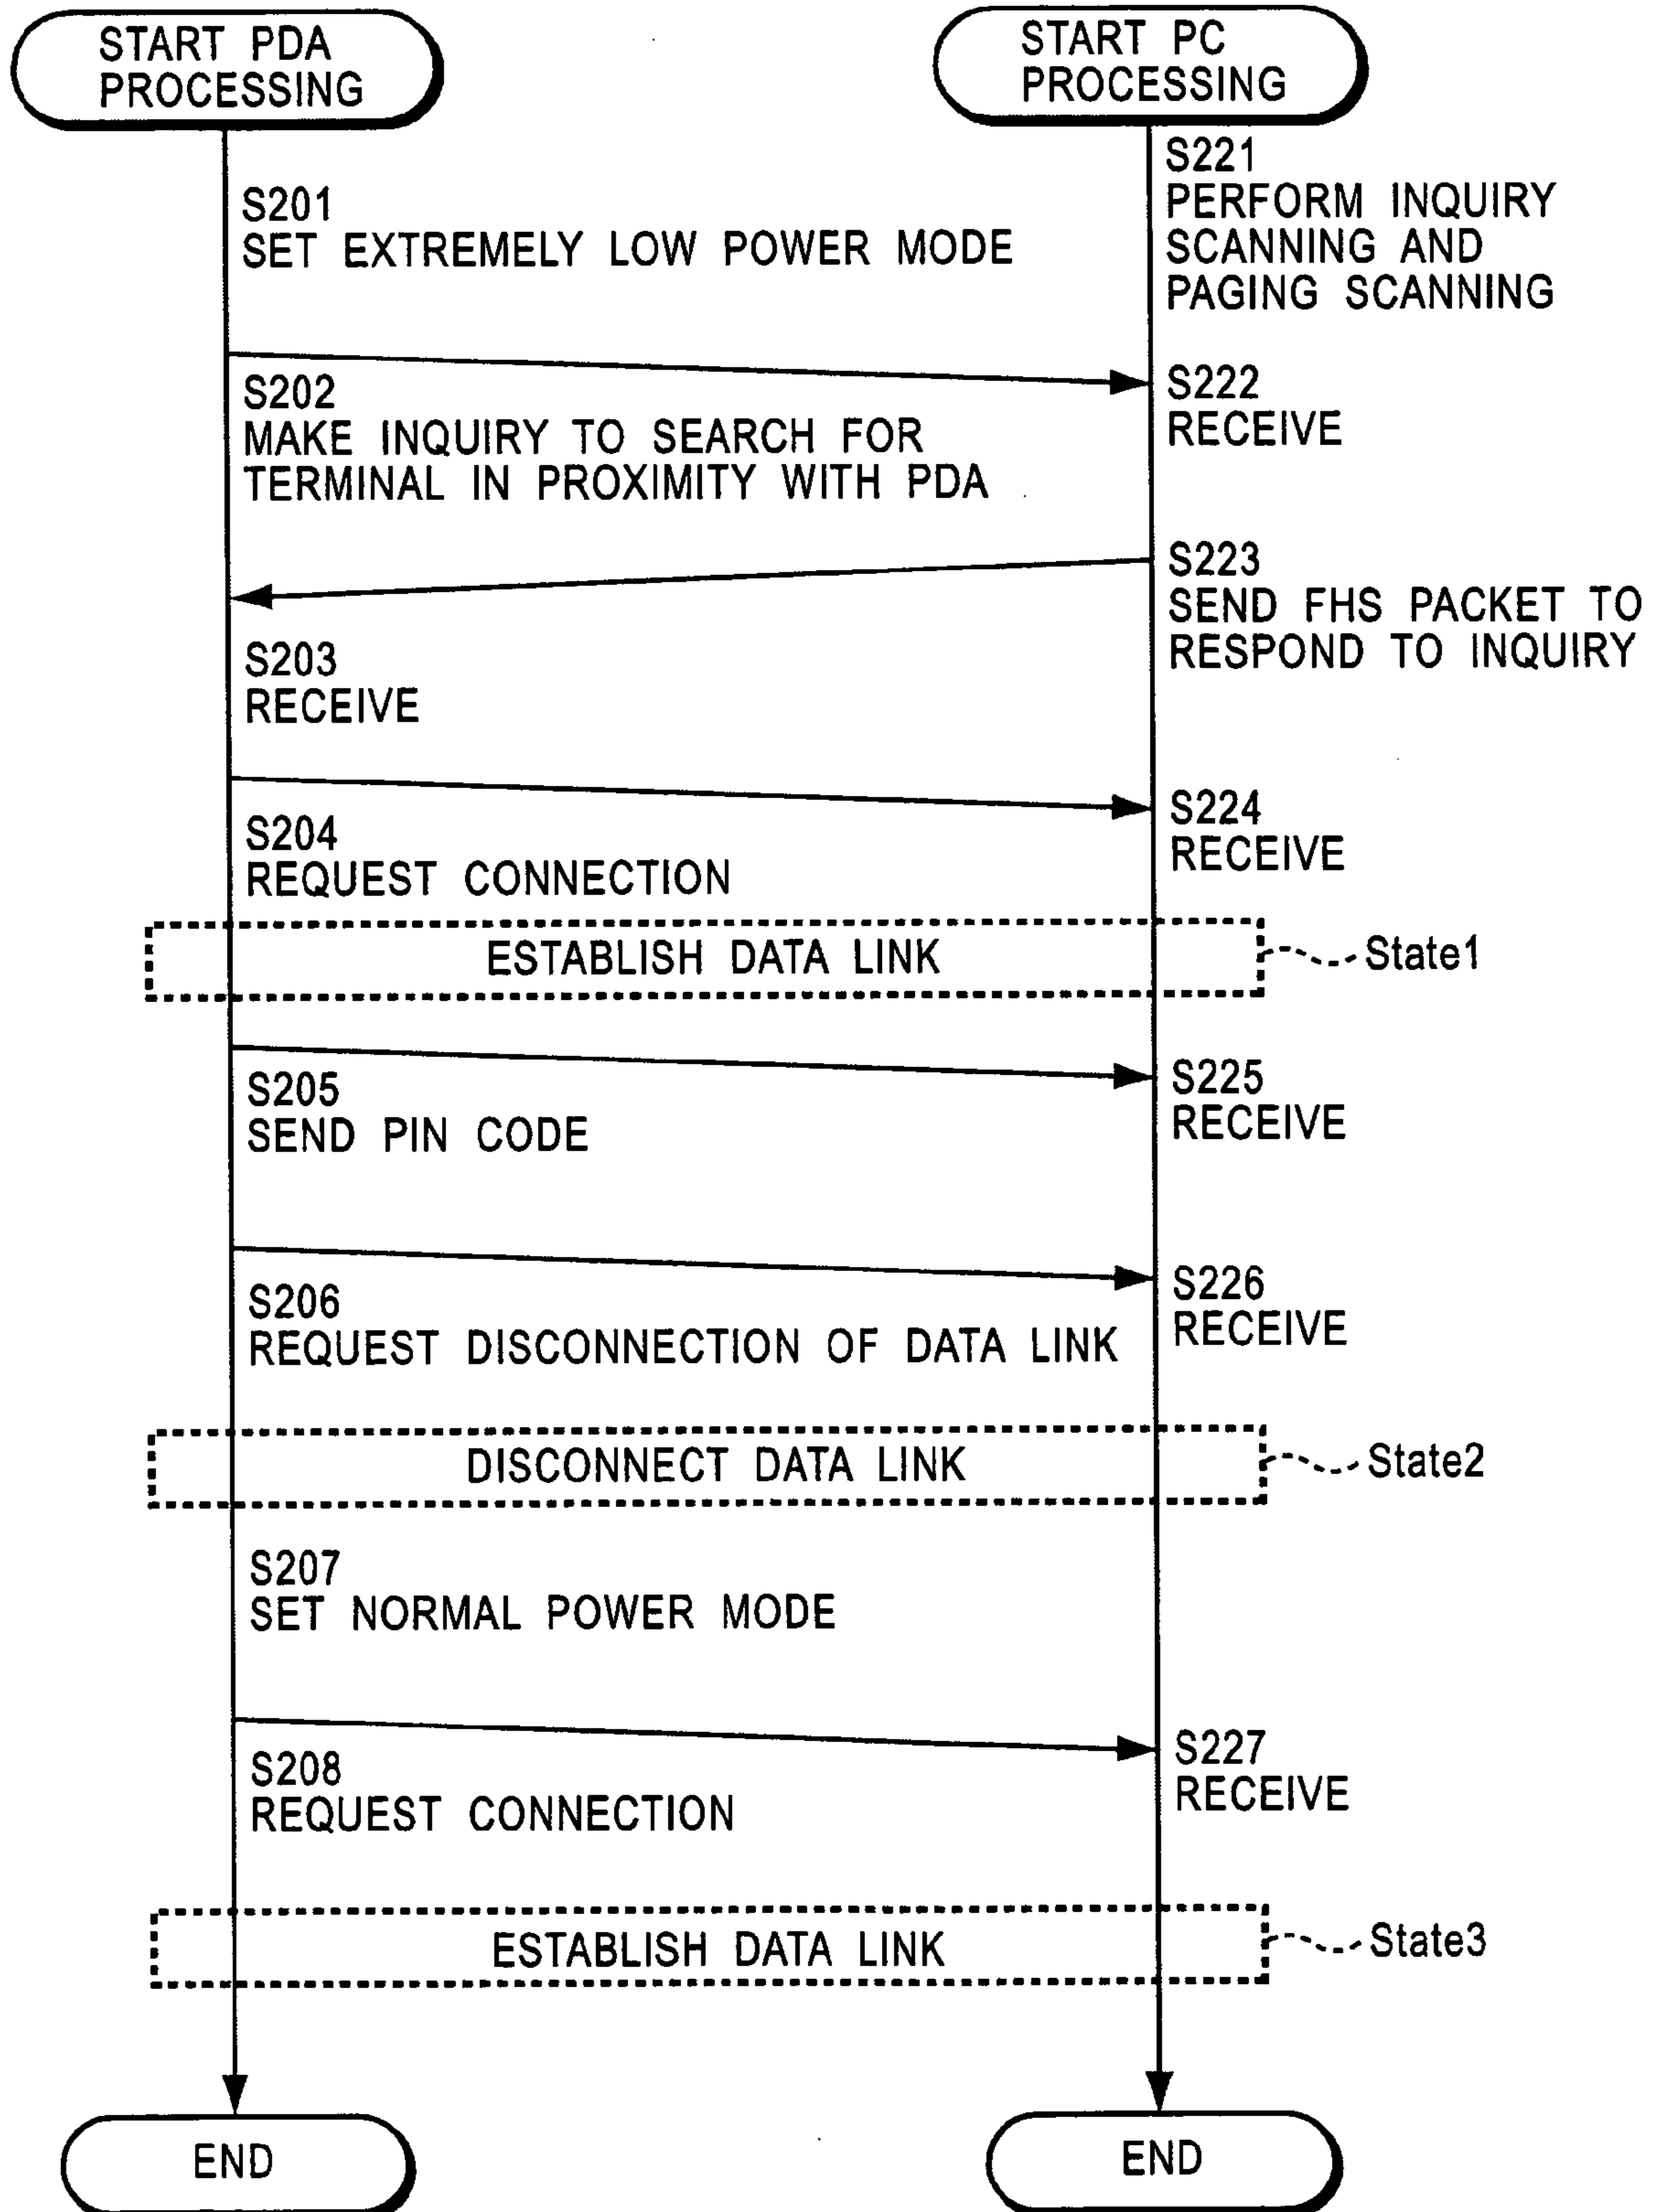 START PDA
PROCESSING
START PC
PROCESSING
S201
SET EXTREMELY LOW POWER MODE
S221
PERFORM INQUIRY
SCANNING AND
PAGING SCANNING
S202
MAKE INQUIRY TO SEARCH FOR
TERMINAL IN PROXIMITY WITH PDA
S222
RECEIVE
S223
SEND FHS PACKET TO
RESPOND TO INQUIRY
S203
RECEIVE
S204
REQUEST CONNECTION
S224
RECEIVE
ESTABLISH DATA LINK
State1
S205
SEND PIN CODE
S225
RECEIVE
S206
REQUEST DISCONNECTION OF DATA LINK
S226
RECEIVE
DISCONNECT DATA LINK
State2
S207
SET NORMAL POWER MODE
S208
REQUEST CONNECTION
S227
RECEIVE
ESTABLISH DATA LINK
State3
END
END